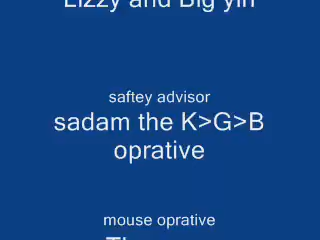 Lizzy and Big yin
saftey advisor
sadam the K>G>B
oprative
mouse oprative